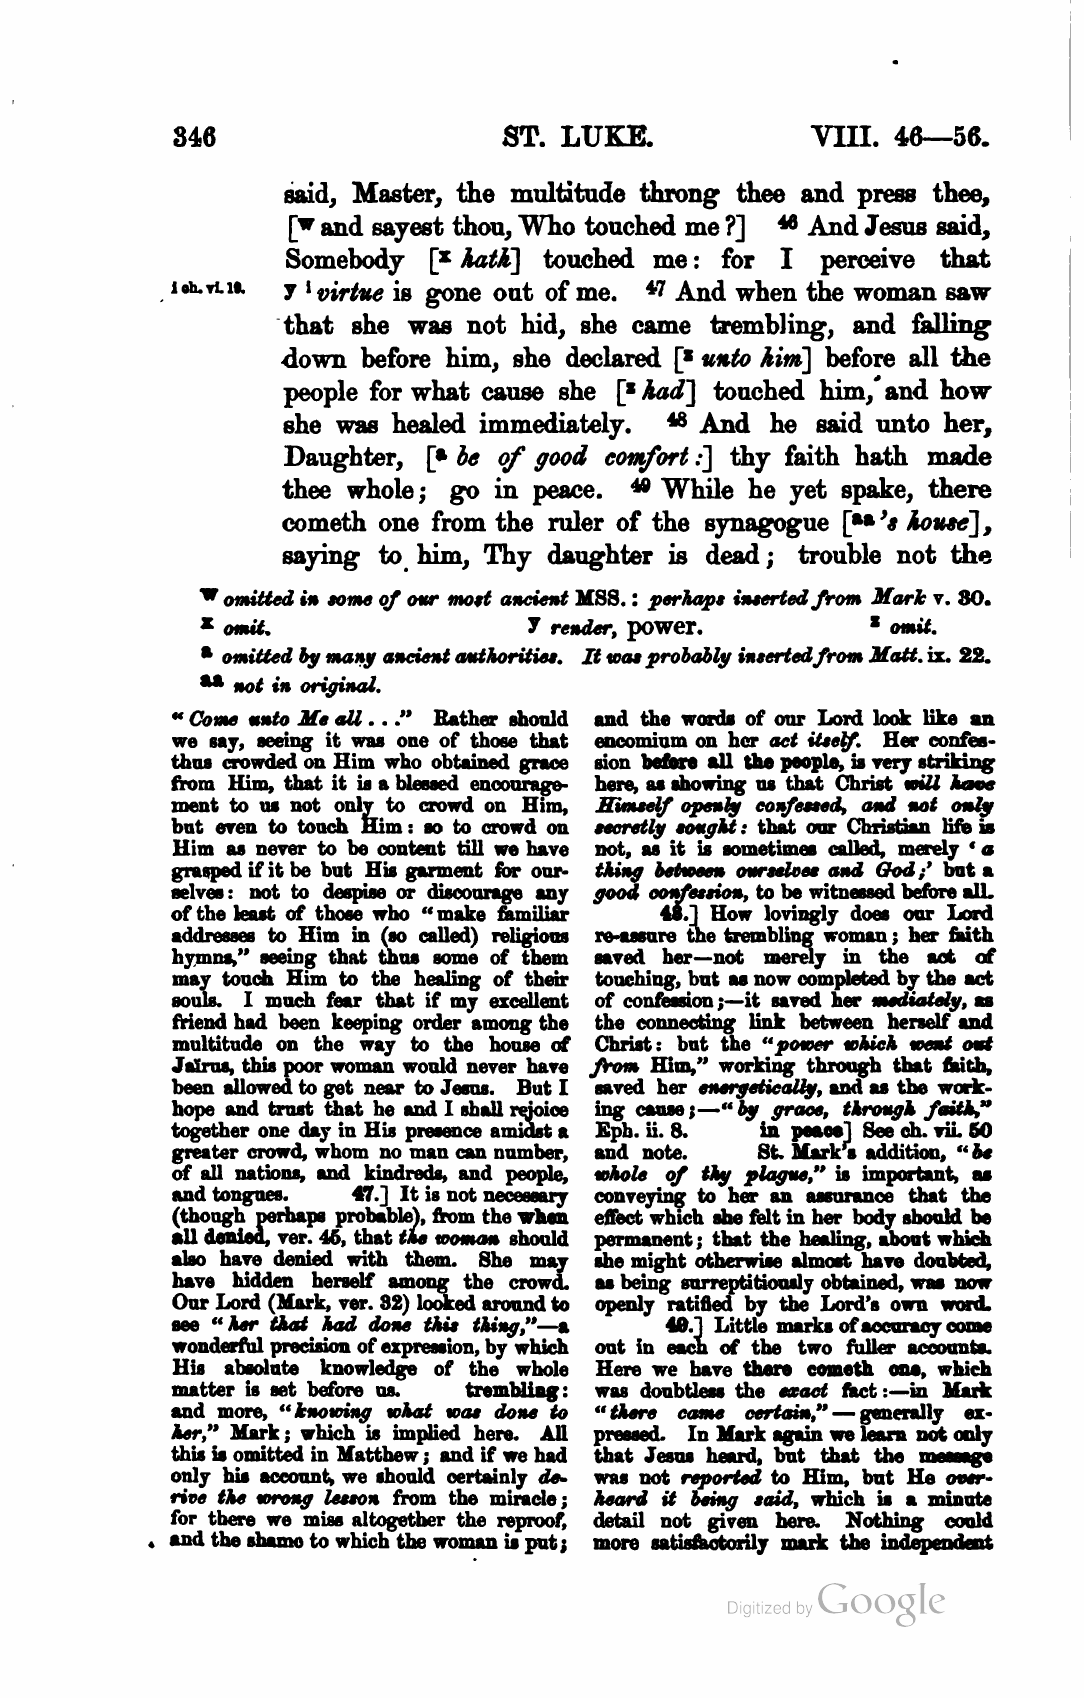 346 ST. LUKE. VIII. 46—56.
said, Master, the multitude throng thee and press thee,
[w and sayest thou, Who touched me?] 46 And Jesus said,
Somebody [x hath] touched me: for I perceive that
i ch. vi. 19. y i virtue is gone out of me. 47 And when the woman saw
that she was not hid, she came trembling, and falling
down before him, she declared [z unto him] before all the
people for what cause she [z had] touched him, and how
she was healed immediately. 48 And he said unto her,
Daughter, [a be of good comfort:] thy faith hath made
thee whole; go in peace. 49 While he yet spake, there
cometh one from the ruler of the synagogue [aa 's house],
saying to him, Thy daughter is dead; trouble not the
w omitted in some of our most ancient MSS.: perhaps inserted from Mark v. 30.
x omit. y render, power. z omit.
a omitted by many ancient authorities. It was probably inserted from Matt. ix. 22.
aa not in original.
“Come unto Me all . . .” Rather should
we say, seeing it was one of those that
thus crowded on Him who obtained grace
from Him, that it is a blessed encourage-
ment to us not only to crowd on Him,
but even to touch Him: so to crowd on
Him as never to be content till we have
grasped if it be but His garment for our-
selves: not to despise or discourage any
of the least of those who “make familiar
addresses to Him in (so called) religious
hymns,” seeing that thus some of them
may touch Him to the healing of their
souls. I much fear that if my excellent
friend had been keeping order among the
multitude on the way to the house of
Jaïrus, this poor woman would never have
been allowed to get near to Jesus. But I
hope and trust that he and I shall rejoice
together one day in His presence amidst a
greater crowd, whom no man can number,
of all nations, and kindreds, and people,
and tongues. 47.] It is not necessary
(though perhaps probable), from the when
all denied, ver. 45, that the woman should
also have denied with them. She may
have hidden herself among the crowd.
Our Lord (Mark, ver. 32) looked around to
see “her that had done this thing,”—a
wonderful precision of expression, by which
His absolute knowledge of the whole
matter is set before us. trembling:
and more, “knowing what was done to
her,” Mark; which is implied here. All
this is omitted in Matthew; and if we had
only his account, we should certainly de-
rive the wrong lesson from the miracle;
for there we miss altogether the reproof,
and the shame to which the woman is put;
and the words of our Lord look like an
encomium on her act itself. Her confes-
sion before all the people, is very striking
here, as showing us that Christ will have
Himself openly confessed, and not only
secretly sought: that our Christian life is
not, as it is sometimes called, merely ‘a
thing between ourselves and God;’ but a
good confession, to be witnessed before all.
48.] How lovingly does our Lord
re-assure the trembling woman; her faith
saved her—not merely in the act of
touching, but as now completed by the act
of confession;—it saved her mediately, as
the connecting link between herself and
Christ: but the “power which went out
from Him,” working through that faith,
saved her energetically, and as the work-
ing cause;—“by grace, through faith,”
Eph. ii. 8. in peace] See ch. vii. 50
and note. St. Mark's addition, “be
whole of thy plague,” is important, as
conveying to her an assurance that the
effect which she felt in her body should be
permanent; that the healing, about which
she might otherwise almost have doubted,
as being surreptitiously obtained, was now
openly ratified by the Lord's own word.
49.] Little marks of accuracy come
out in each of the two fuller accounts.
Here we have there cometh one, which
was doubtless the exact fact:—in Mark
“there came certain,”—generally ex-
pressed. In Mark again we learn not only
that Jesus heard, but that the message
was not reported to Him, but He over-
heard it being said, which is a minute
detail not given here. Nothing could
more satisfactorily mark the independent
Digitized by Google